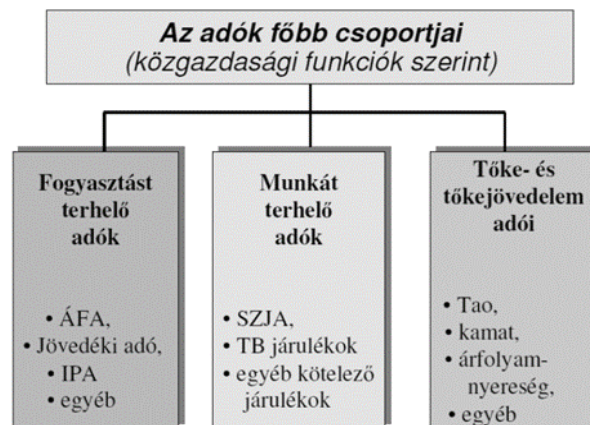 Az adók főbb csoportjai
(közgazdasági funkciók szerint)
Fogyasztást
terhelő
adók
• ÁFA,
• Jövedéki adó,
• IPA
• egyéb
Munkát
terhelő
adók
• SZJA,
• TB járulékok
• egyéb kötelező
járulékok
Tőke- és
tőkejövedelem
adói
• Tao,
• kamat,
• árfolyam-
nyereség,
• egyéb